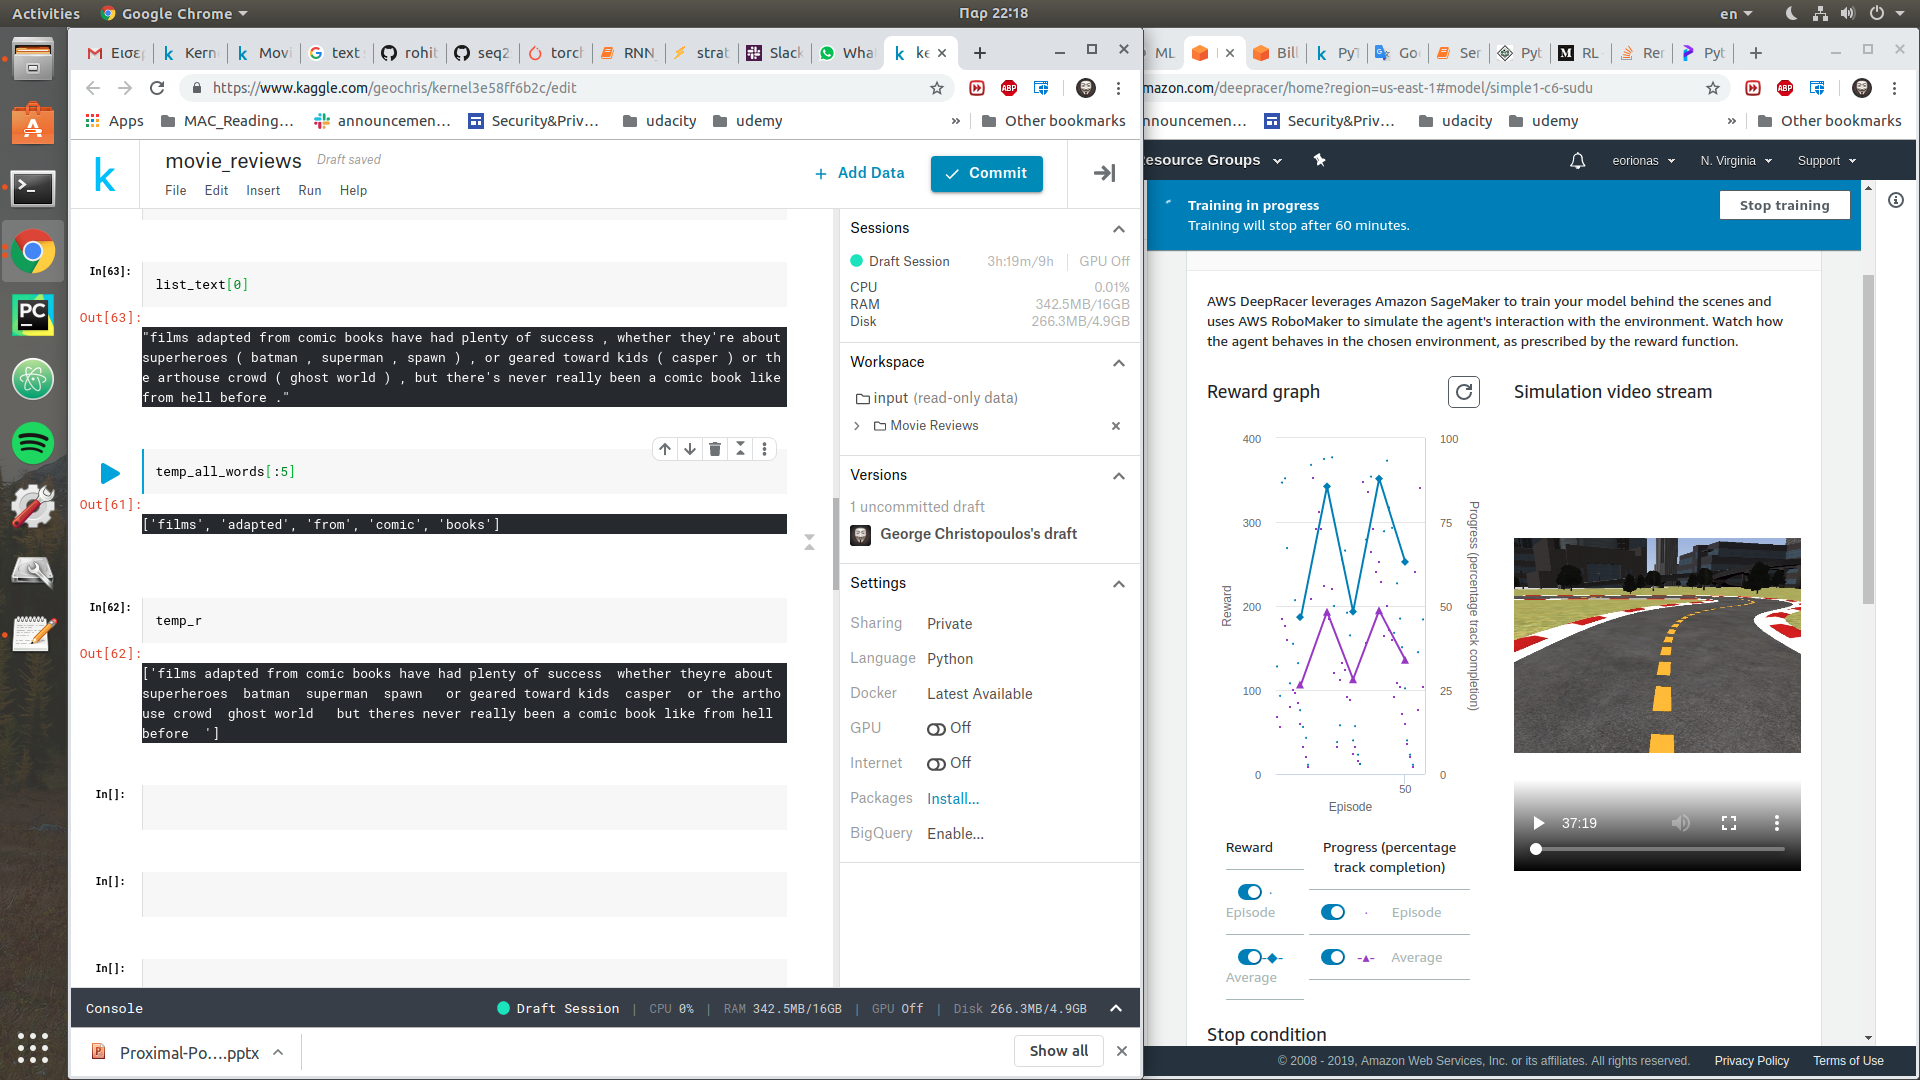 Activities
Google Chrome
Παρ 22:18
en
Εισε
Kern
Movi
text
rohit
seq2
torch
RNN
strat
Slack
What
ke
ML
Bill
PyT
Go
Ser
Pyt
RL
Rer
Pyt
https://www.kaggle.com/geochris/kernel3e58ff6b2c/edit
mazon.com/deepracer/home?region=us-east-1#model/simple1-c6-sudu
Apps
MAC_Reading...
announcemen...
Security&Priv...
udacity
udemy
»
Other bookmarks
nnouncemen...
Security&Priv...
udacity
udemy
»
Other bookmarks
movie_reviews
Draft saved
File Edit Insert Run Help
+ Add Data
Commit
In[63]:
list_text[0]
Out[63]:
"films adapted from comic books have had plenty of success , whether they're about
superheroes ( batman , superman , spawn ) , or geared toward kids ( casper ) or th
e arthouse crowd ( ghost world ) , but there's never really been a comic book like
from hell before ."
temp_all_words[:5]
Out[61]:
['films', 'adapted', 'from', 'comic', 'books']
In[62]:
temp_r
Out[62]:
['films adapted from comic books have had plenty of success  whether theyre about
superheroes  batman  superman  spawn   or geared toward kids  casper  or the artho
use crowd  ghost world   but theres never really been a comic book like from hell
before  ']
In[]:
In[]:
In[]:
Sessions
Draft Session
3h:19m/9h
GPU Off
CPU 0.01%
RAM 342.5MB/16GB
Disk 266.3MB/4.9GB
Workspace
input (read-only data)
Movie Reviews
Versions
1 uncommitted draft
George Christopoulos's draft
Settings
Sharing Private
Language Python
Docker Latest Available
GPU Off
Internet Off
Packages Install...
BigQuery Enable...
Console
Draft Session | CPU 0% | RAM 342.5MB/16GB | GPU Off | Disk 266.3MB/4.9GB
Proximal-Po....pptx
Show all
esource Groups
eorionas
N. Virginia
Support
Training in progress
Training will stop after 60 minutes.
Stop training
AWS DeepRacer leverages Amazon SageMaker to train your model behind the scenes and
uses AWS RoboMaker to simulate the agent's interaction with the environment. Watch how
the agent behaves in the chosen environment, as prescribed by the reward function.
Reward graph
Simulation video stream
400
300
200
100
0
Reward
100
75
50
25
0
Progress (percentage track completion)
50
Episode
37:19
Reward
Episode
Average
Progress (percentage
track completion)
Episode
Average
Stop condition
© 2008 - 2019, Amazon Web Services, Inc. or its affiliates. All rights reserved.
Privacy Policy
Terms of Use